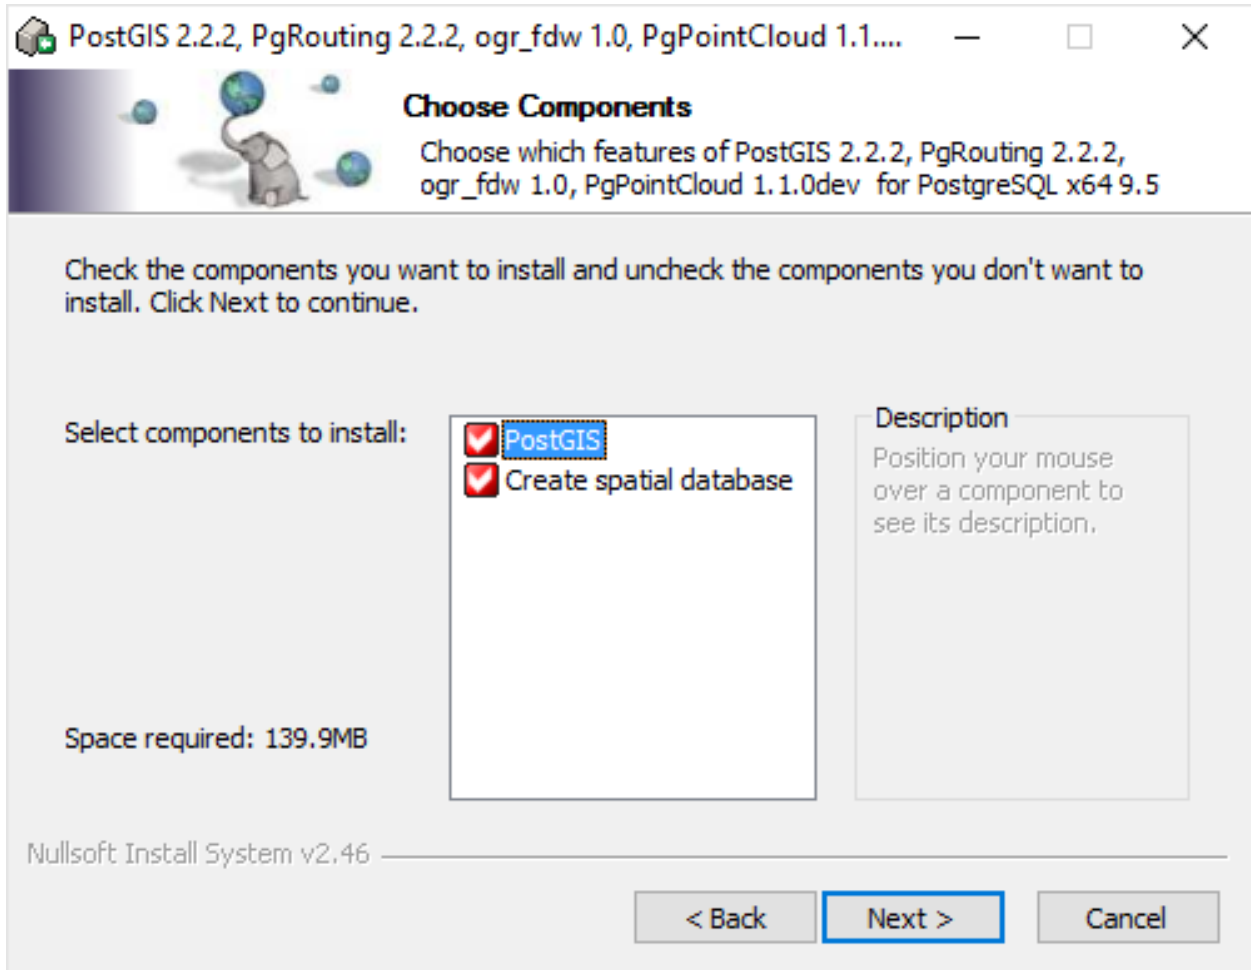 PostGIS 2.2.2, PgRouting 2.2.2, ogr_fdw 1.0, PgPointCloud 1.1....
Choose Components
Choose which features of PostGIS 2.2.2, PgRouting 2.2.2,
ogr_fdw 1.0, PgPointCloud 1.1.0dev  for PostgreSQL x64 9.5
Check the components you want to install and uncheck the components you don't want to
install. Click Next to continue.
Select components to install:
PostGIS
Create spatial database
Description
Position your mouse
over a component to
see its description.
Space required: 139.9MB
Nullsoft Install System v2.46
< Back
Next >
Cancel